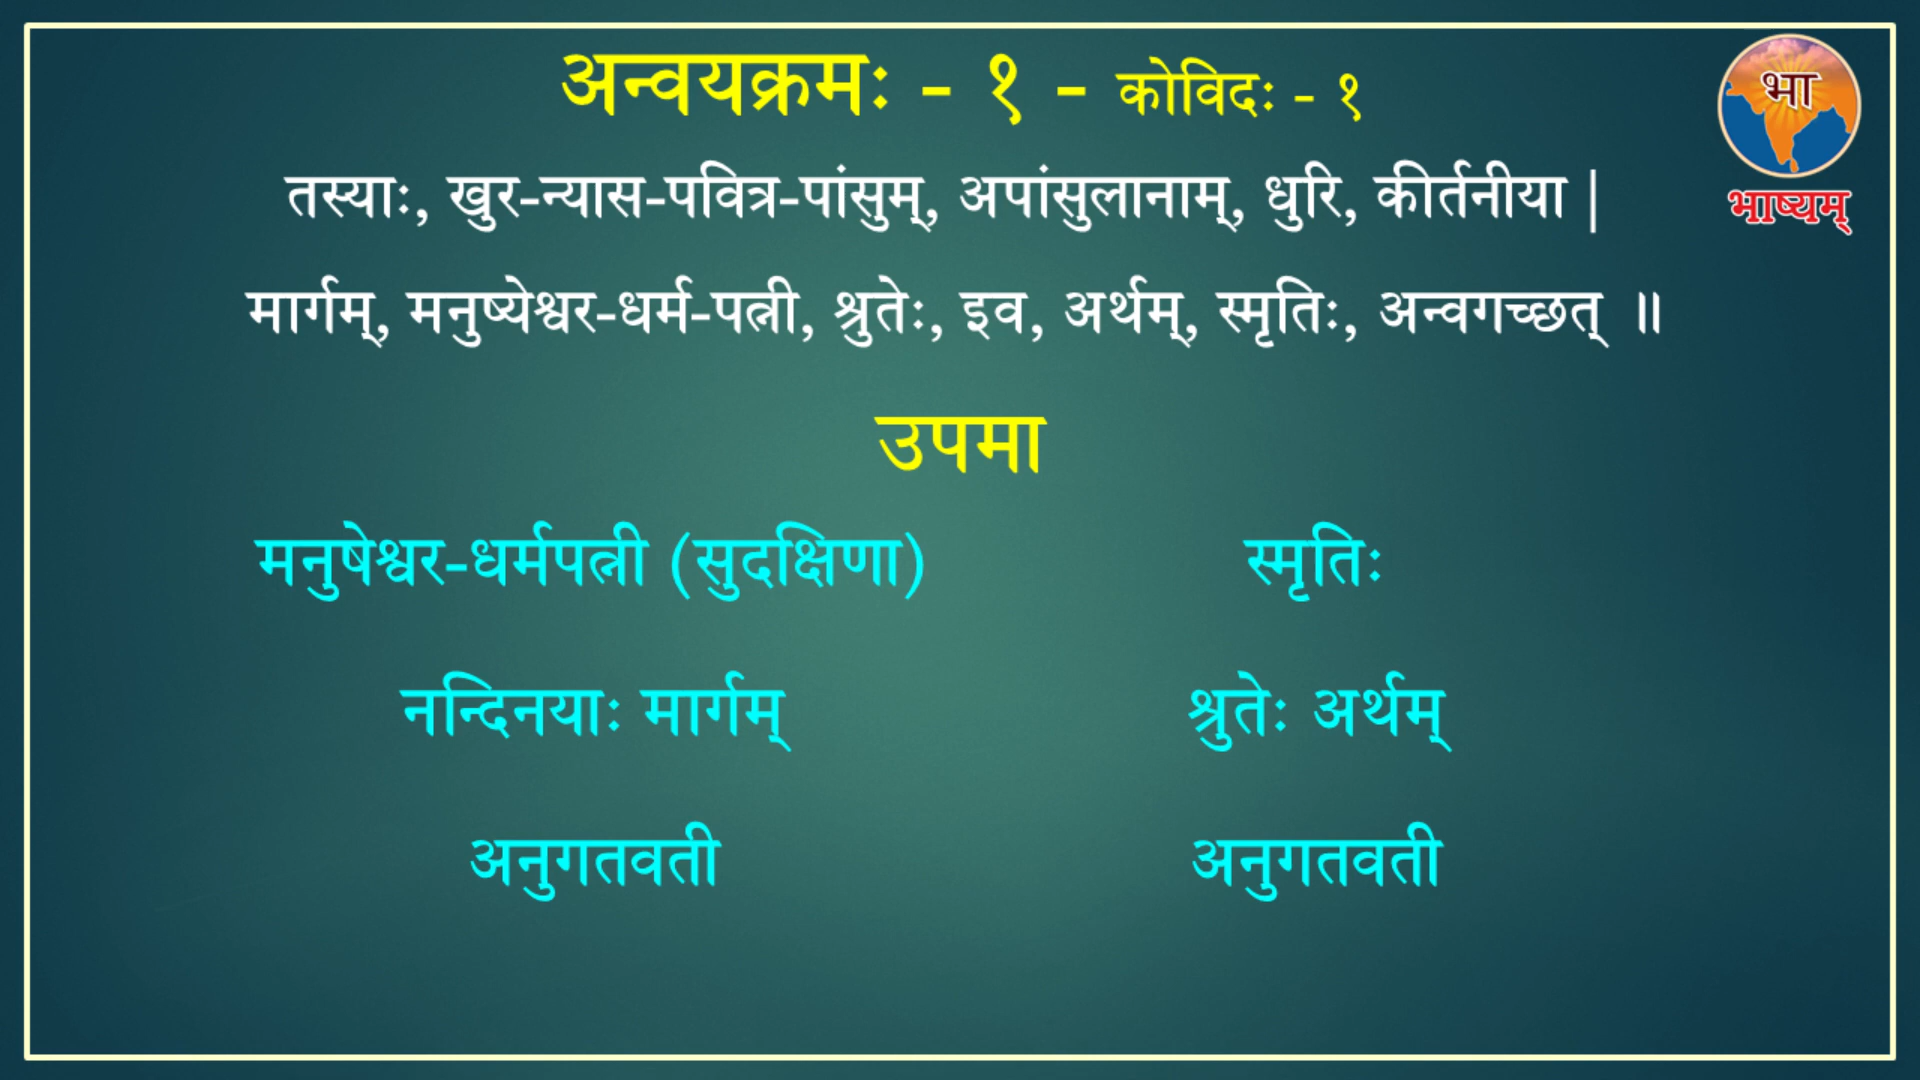 अन्वयक्रमः - १ - कोविदः - १
भा
भाष्यम्
तस्याः, खुर-न्यास-पवित्र-पांसुम्, अपांसुलानाम्, धुरि, कीर्तनीया |
मार्गम्, मनुष्येश्वर-धर्म-पत्नी, श्रुतेः, इव, अर्थम्, स्मृतिः, अन्वगच्छत् ॥
उपमा
मनुषेश्वर-धर्मपत्नी (सुदक्षिणा) स्मृतिः
नन्दिनयाः मार्गम् श्रुतेः अर्थम्
अनुगतवती अनुगतवती